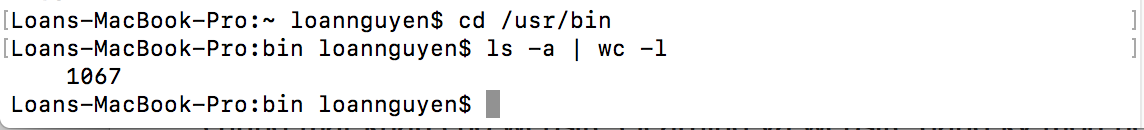 [Loans-MacBook-Pro:~ loannguyen$ cd /usr/bin ]
[Loans-MacBook-Pro:bin loannguyen$ ls -a | wc -l ]
1067
Loans-MacBook-Pro:bin loannguyen$